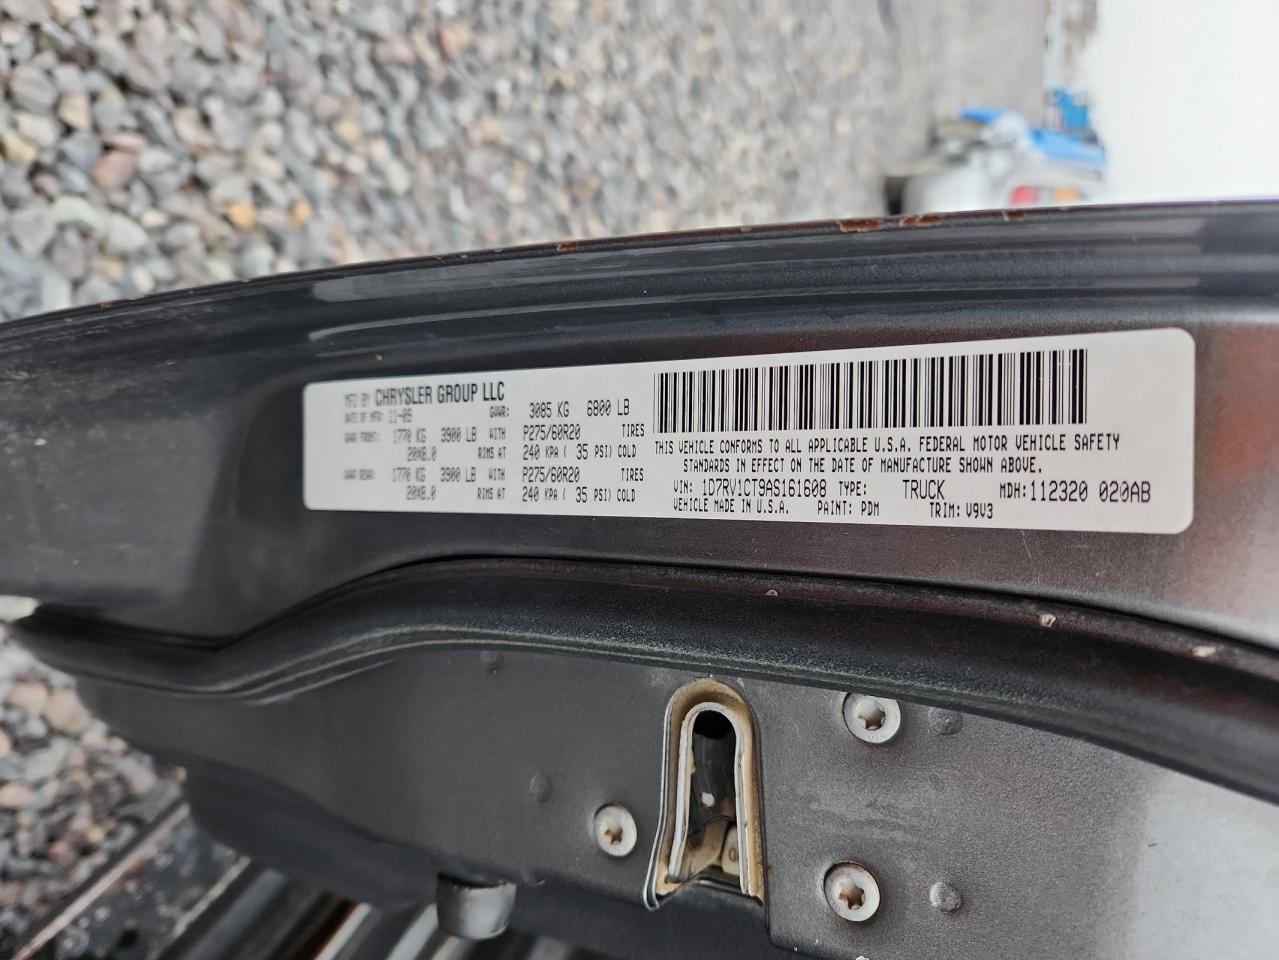 MFD BY CHRYSLER GROUP LLC
DATE OF MFR: 11-09 GVWR: 3085 KG 6800 LB
GAWR FRONT: 1770 KG 3900 LB WITH P275/60R20 TIRES
20X8.0 RIMS AT 240 KPA ( 35 PSI) COLD
GAWR REAR: 1770 KG 3900 LB WITH P275/60R20 TIRES
20X8.0 RIMS AT 240 KPA ( 35 PSI) COLD
THIS VEHICLE CONFORMS TO ALL APPLICABLE U.S.A. FEDERAL MOTOR VEHICLE SAFETY
STANDARDS IN EFFECT ON THE DATE OF MANUFACTURE SHOWN ABOVE.
VIN: 1D7RV1CT9AS161608 TYPE: TRUCK MDH:112320 020AB
VEHICLE MADE IN U.S.A. PAINT: PDM TRIM: V9V3